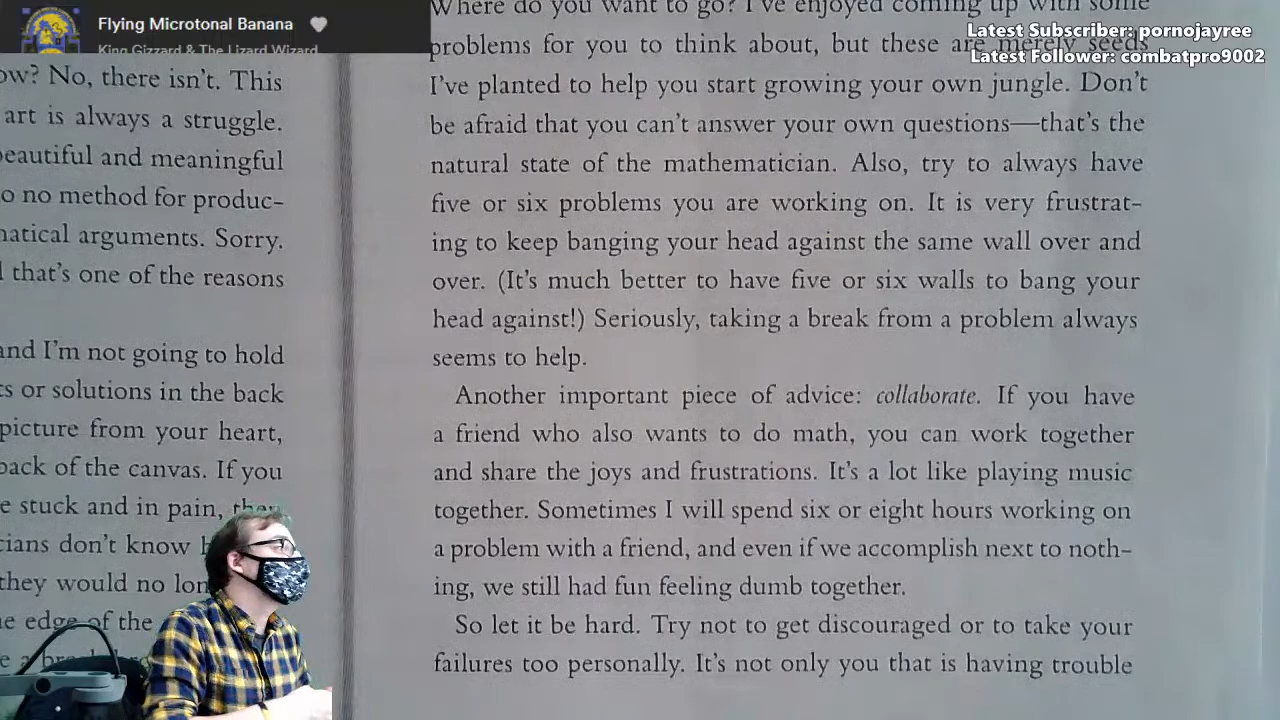 Flying Microtonal Banana
King Gizzard & The Lizard Wizard
Latest Subscriber: pornojayree
Latest Follower: combatpro9002
ow? No, there isn't. This
art is always a struggle.
beautiful and meaningful
o no method for produc-
matical arguments. Sorry.
that's one of the reasons
and I'm not going to hold
ts or solutions in the back
picture from your heart,
back of the canvas. If you
e stuck and in pain, then
cians don't know
they would no lon
e edge of the
Where do you want to go? I've enjoyed coming up with some
problems for you to think about, but these are merely seeds
I've planted to help you start growing your own jungle. Don't
be afraid that you can't answer your own questions—that's the
natural state of the mathematician. Also, try to always have
five or six problems you are working on. It is very frustrat-
ing to keep banging your head against the same wall over and
over. (It's much better to have five or six walls to bang your
head against!) Seriously, taking a break from a problem always
seems to help.
Another important piece of advice: collaborate. If you have
a friend who also wants to do math, you can work together
and share the joys and frustrations. It's a lot like playing music
together. Sometimes I will spend six or eight hours working on
a problem with a friend, and even if we accomplish next to noth-
ing, we still had fun feeling dumb together.
So let it be hard. Try not to get discouraged or to take your
failures too personally. It's not only you that is having trouble